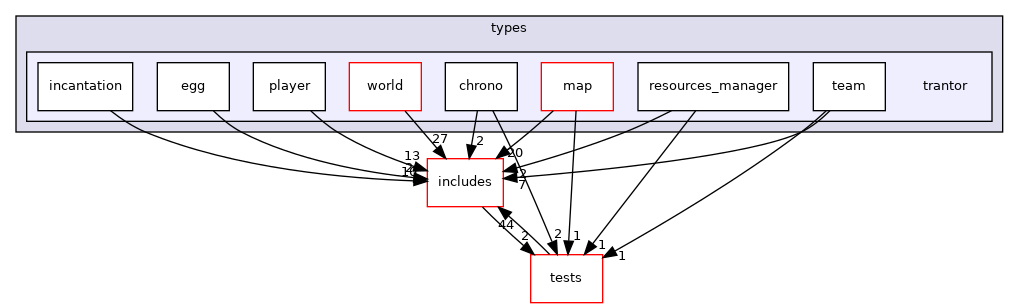 types
incantation
egg
player
world
chrono
map
resources_manager
team
trantor
27
2
20
13
7
includes
44
2
2
1
1
1
tests